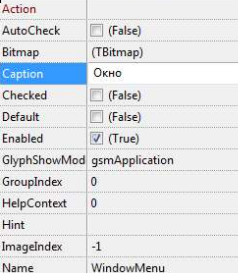 Action
AutoCheck (False)
Bitmap (TBitmap)
Caption Окно
Checked (False)
Default (False)
Enabled (True)
GlyphShowMod gsmApplication
GroupIndex 0
HelpContext 0
Hint
ImageIndex -1
Name WindowMenu